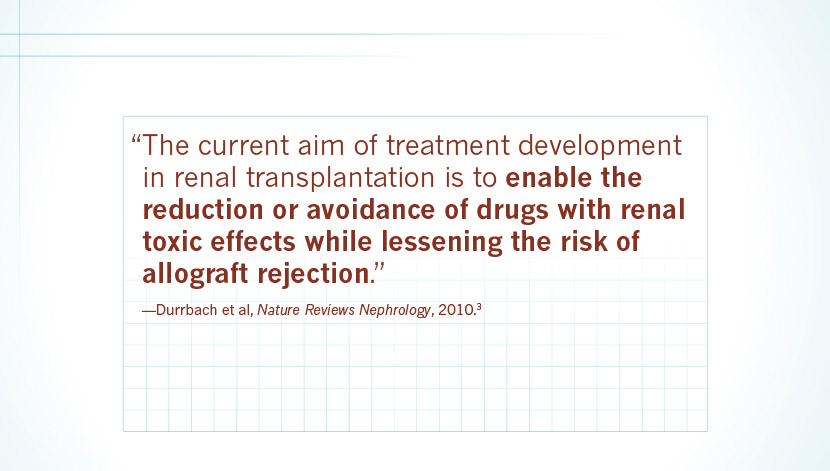 “The current aim of treatment development
in renal transplantation is to enable the
reduction or avoidance of drugs with renal
toxic effects while lessening the risk of
allograft rejection.”
—Durrbach et al, Nature Reviews Nephrology, 2010.³